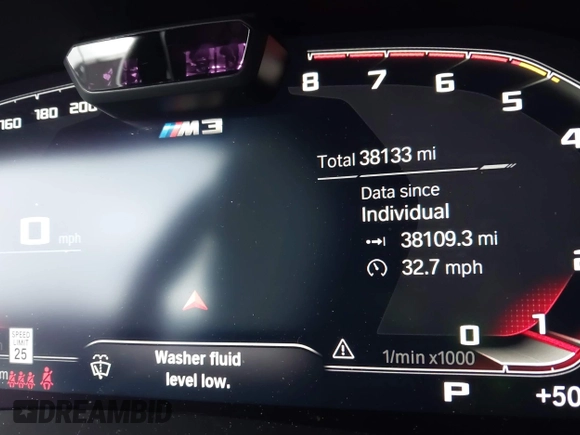 8 7 6 5 4
160 180 200
M3
Total 38133 mi
Data since
Individual
38109.3 mi
0 mph
32.7 mph
SPEED
LIMIT
25
0 1
1/min x1000
Washer fluid
level low.
P
+50
DREAMBID